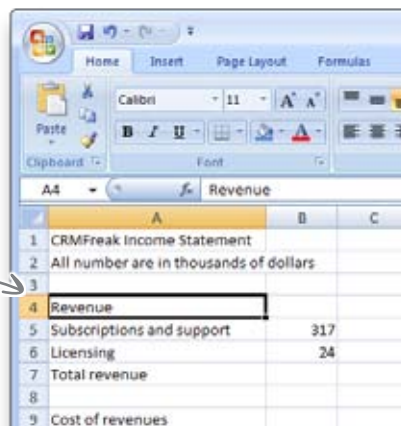 Home Insert Page Layout Formulas
Calibri 11 A A
Paste B I U A
Clipboard Font
A4 fx Revenue
A B C
1 CRMFreak Income Statement
2 All number are in thousands of dollars
3
4 Revenue
5 Subscriptions and support 317
6 Licensing 24
7 Total revenue
8
9 Cost of revenues